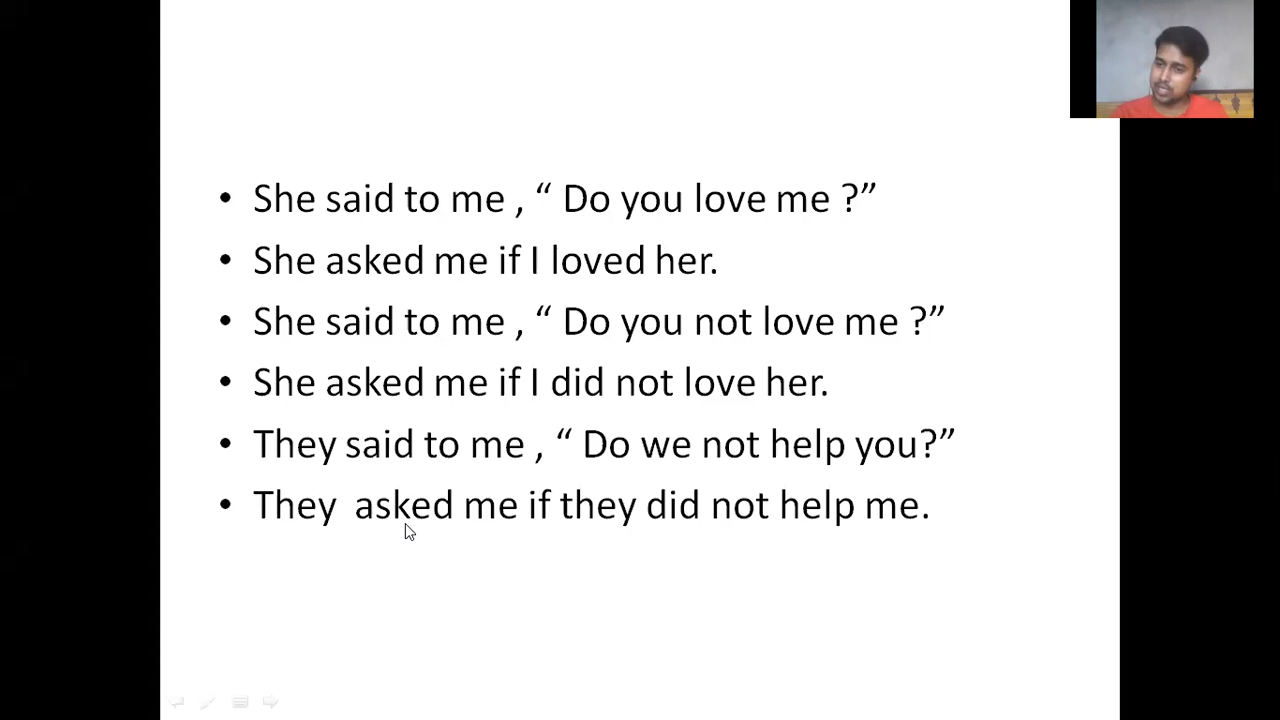 • She said to me , “ Do you love me ?”
• She asked me if I loved her.
• She said to me , “ Do you not love me ?”
• She asked me if I did not love her.
• They said to me , “ Do we not help you?”
• They  asked me if they did not help me.